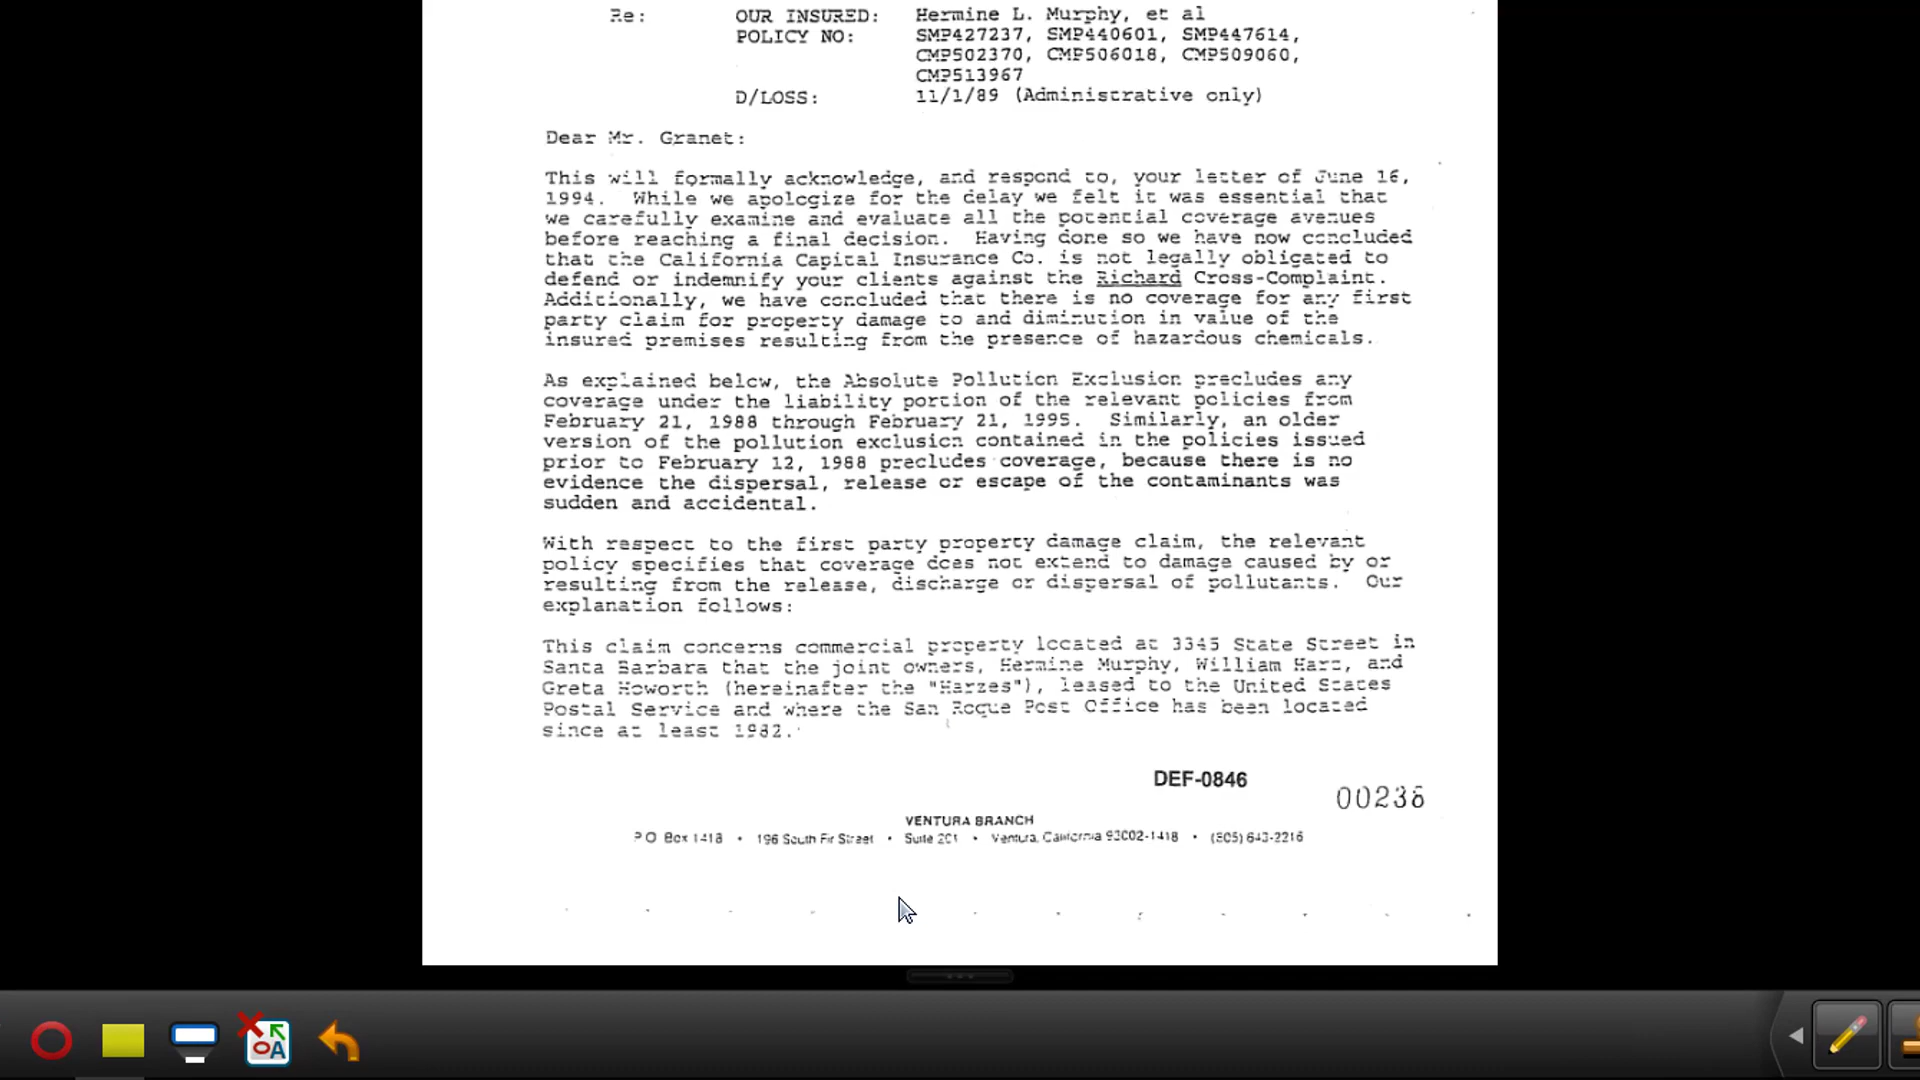 Re: OUR INSURED: Hermine L. Murphy, et al
POLICY NO: SMP427237, SMP440601, SMP447614,
CMP502370, CMP506018, CMP509060,
CMP513967
D/LOSS: 11/1/89 (Administrative only)
Dear Mr. Granet:
This will formally acknowledge, and respond to, your letter of June 16,
1994. While we apologize for the delay we felt it was essential that
we carefully examine and evaluate all the potential coverage avenues
before reaching a final decision. Having done so we have now concluded
that the California Capital Insurance Co. is not legally obligated to
defend or indemnify your clients against the Richard Cross-Complaint.
Additionally, we have concluded that there is no coverage for any first
party claim for property damage to and diminution in value of the
insured premises resulting from the presence of hazardous chemicals.
As explained below, the Absolute Pollution Exclusion precludes any
coverage under the liability portion of the relevant policies from
February 21, 1988 through February 21, 1995. Similarly, an older
version of the pollution exclusion contained in the policies issued
prior to February 12, 1988 precludes coverage, because there is no
evidence the dispersal, release or escape of the contaminants was
sudden and accidental.
With respect to the first party property damage claim, the relevant
policy specifies that coverage does not extend to damage caused by or
resulting from the release, discharge or dispersal of pollutants. Our
explanation follows:
This claim concerns commercial property located at 3345 State Street in
Santa Barbara that the joint owners, Hermine Murphy, William Harz, and
Greta Howorth (hereinafter the "Harzes"), leased to the United States
Postal Service and where the San Roque Post Office has been located
since at least 1982.
DEF-0846
00236
VENTURA BRANCH
P O Box 1418 • 196 South Fir Street • Suite 201 • Ventura, California 93002-1418 • (805) 643-2216